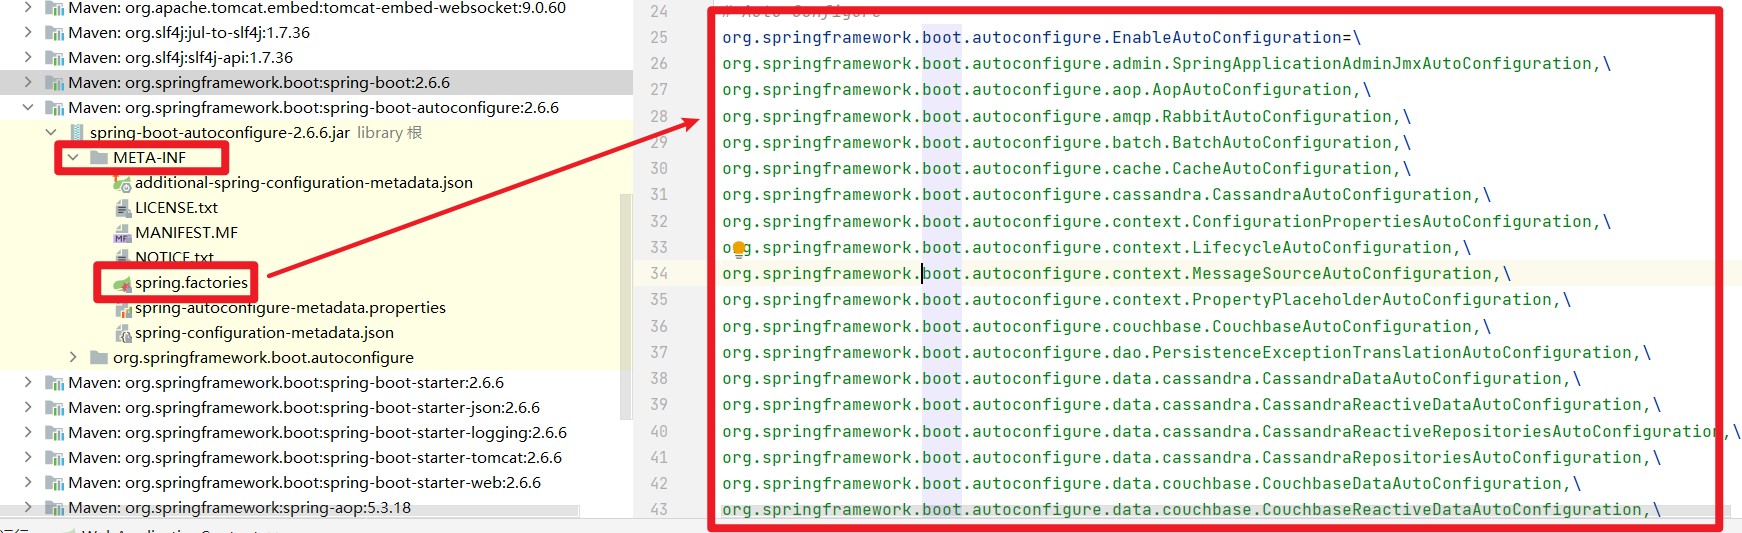 Maven: org.apache.tomcat.embed:tomcat-embed-websocket:9.0.60
Maven: org.slf4j:jul-to-slf4j:1.7.36
Maven: org.slf4j:slf4j-api:1.7.36
Maven: org.springframework.boot:spring-boot:2.6.6
Maven: org.springframework.boot:spring-boot-autoconfigure:2.6.6
spring-boot-autoconfigure-2.6.6.jar library 根
META-INF
additional-spring-configuration-metadata.json
LICENSE.txt
MANIFEST.MF
NOTICE.txt
spring.factories
spring-autoconfigure-metadata.properties
spring-configuration-metadata.json
org.springframework.boot.autoconfigure
Maven: org.springframework.boot:spring-boot-starter:2.6.6
Maven: org.springframework.boot:spring-boot-starter-json:2.6.6
Maven: org.springframework.boot:spring-boot-starter-logging:2.6.6
Maven: org.springframework.boot:spring-boot-starter-tomcat:2.6.6
Maven: org.springframework.boot:spring-boot-starter-web:2.6.6
Maven: org.springframework:spring-aop:5.3.18
24 # Auto Configure
25 org.springframework.boot.autoconfigure.EnableAutoConfiguration=\
26 org.springframework.boot.autoconfigure.admin.SpringApplicationAdminJmxAutoConfiguration,\
27 org.springframework.boot.autoconfigure.aop.AopAutoConfiguration,\
28 org.springframework.boot.autoconfigure.amqp.RabbitAutoConfiguration,\
29 org.springframework.boot.autoconfigure.batch.BatchAutoConfiguration,\
30 org.springframework.boot.autoconfigure.cache.CacheAutoConfiguration,\
31 org.springframework.boot.autoconfigure.cassandra.CassandraAutoConfiguration,\
32 org.springframework.boot.autoconfigure.context.ConfigurationPropertiesAutoConfiguration,\
33 org.springframework.boot.autoconfigure.context.LifecycleAutoConfiguration,\
34 org.springframework.boot.autoconfigure.context.MessageSourceAutoConfiguration,\
35 org.springframework.boot.autoconfigure.context.PropertyPlaceholderAutoConfiguration,\
36 org.springframework.boot.autoconfigure.couchbase.CouchbaseAutoConfiguration,\
37 org.springframework.boot.autoconfigure.dao.PersistenceExceptionTranslationAutoConfiguration,\
38 org.springframework.boot.autoconfigure.data.cassandra.CassandraDataAutoConfiguration,\
39 org.springframework.boot.autoconfigure.data.cassandra.CassandraReactiveDataAutoConfiguration,\
40 org.springframework.boot.autoconfigure.data.cassandra.CassandraReactiveRepositoriesAutoConfiguration,\
41 org.springframework.boot.autoconfigure.data.cassandra.CassandraRepositoriesAutoConfiguration,\
42 org.springframework.boot.autoconfigure.data.couchbase.CouchbaseDataAutoConfiguration,\
43 org.springframework.boot.autoconfigure.data.couchbase.CouchbaseReactiveDataAutoConfiguration,\